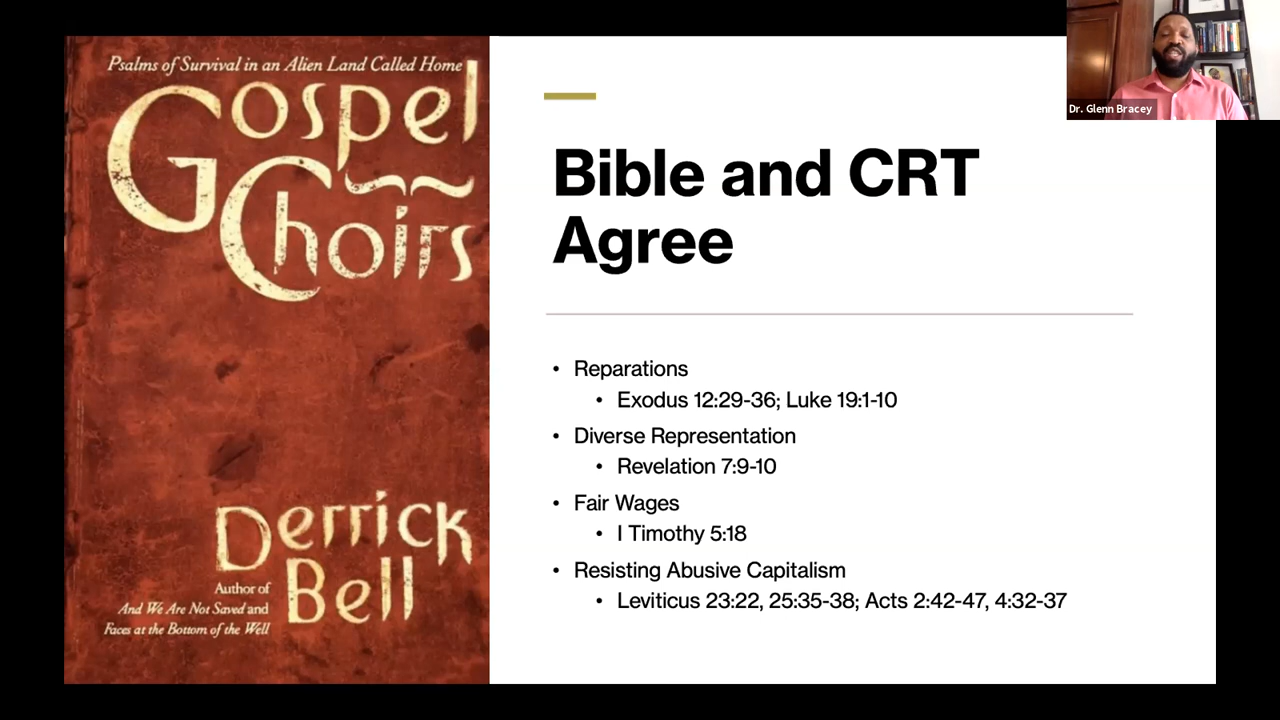 Psalms of Survival in an Alien Land Called Home
Gospel
Choirs
Derrick
Bell
Author of
And We Are Not Saved and
Faces at the Bottom of the Well
Bible and CRT
Agree
• Reparations
• Exodus 12:29-36; Luke 19:1-10
• Diverse Representation
• Revelation 7:9-10
• Fair Wages
• I Timothy 5:18
• Resisting Abusive Capitalism
• Leviticus 23:22, 25:35-38; Acts 2:42-47, 4:32-37
Dr. Glenn Bracey